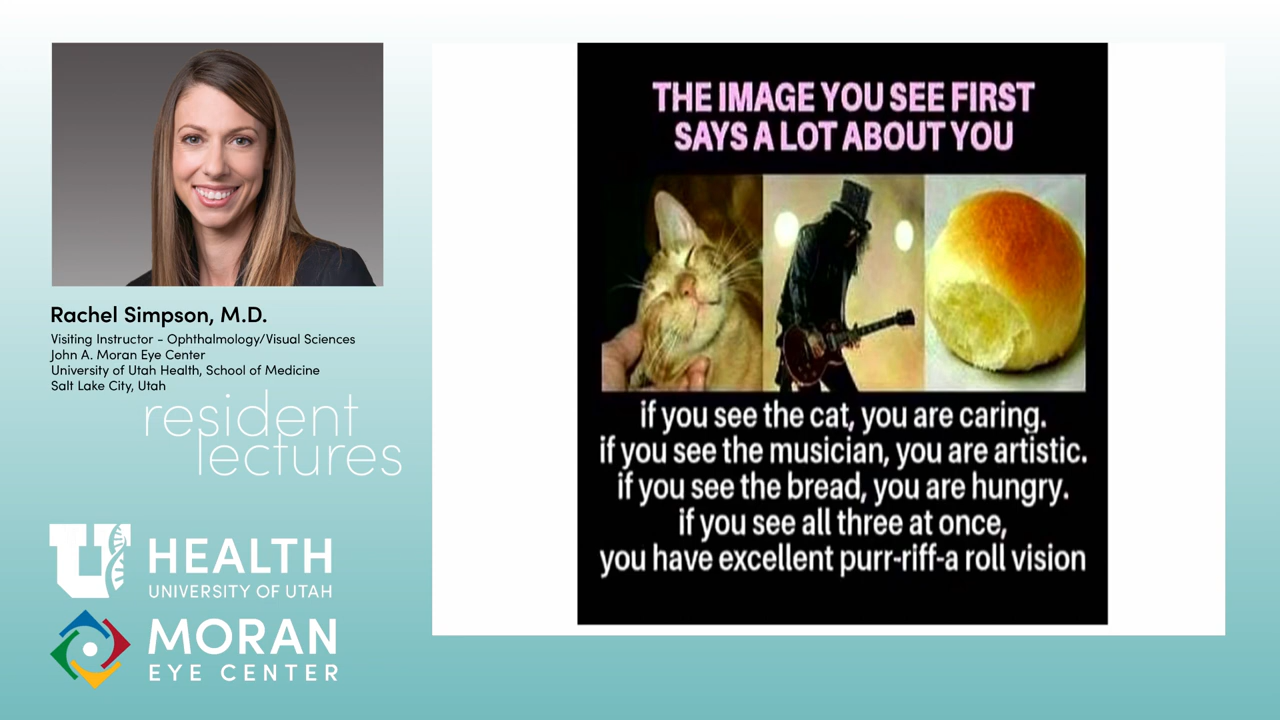 Rachel Simpson, M.D.
Visiting Instructor - Ophthalmology/Visual Sciences
John A. Moran Eye Center
University of Utah Health, School of Medicine
Salt Lake City, Utah
resident
lectures
U HEALTH
UNIVERSITY OF UTAH
MORAN
EYE CENTER
THE IMAGE YOU SEE FIRST
SAYS A LOT ABOUT YOU
if you see the cat, you are caring.
if you see the musician, you are artistic.
if you see the bread, you are hungry.
if you see all three at once,
you have excellent purr-riff-a roll vision